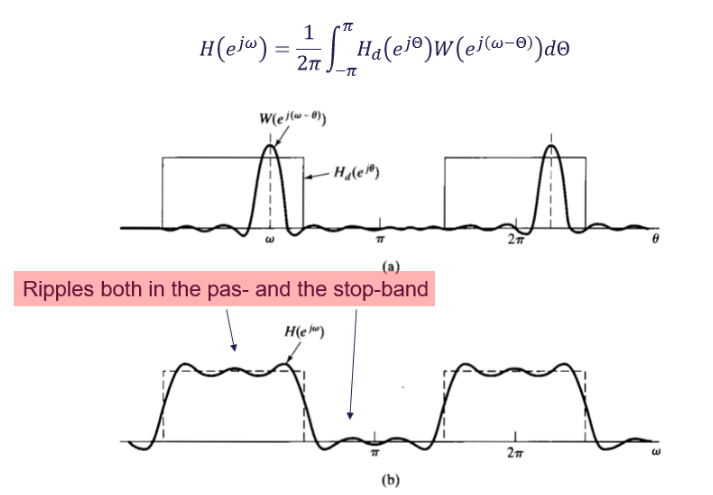 H(e^{jω}) = \frac{1}{2π} ∫_{-π}^{π} H_d(e^{jΘ})W(e^{j(ω−Θ)})dΘ
W(e^{j(ω − θ)})
H_d(e^{jθ})
ω π 2π θ
(a)
Ripples both in the pas- and the stop-band
H(e^{jω})
π 2π ω
(b)